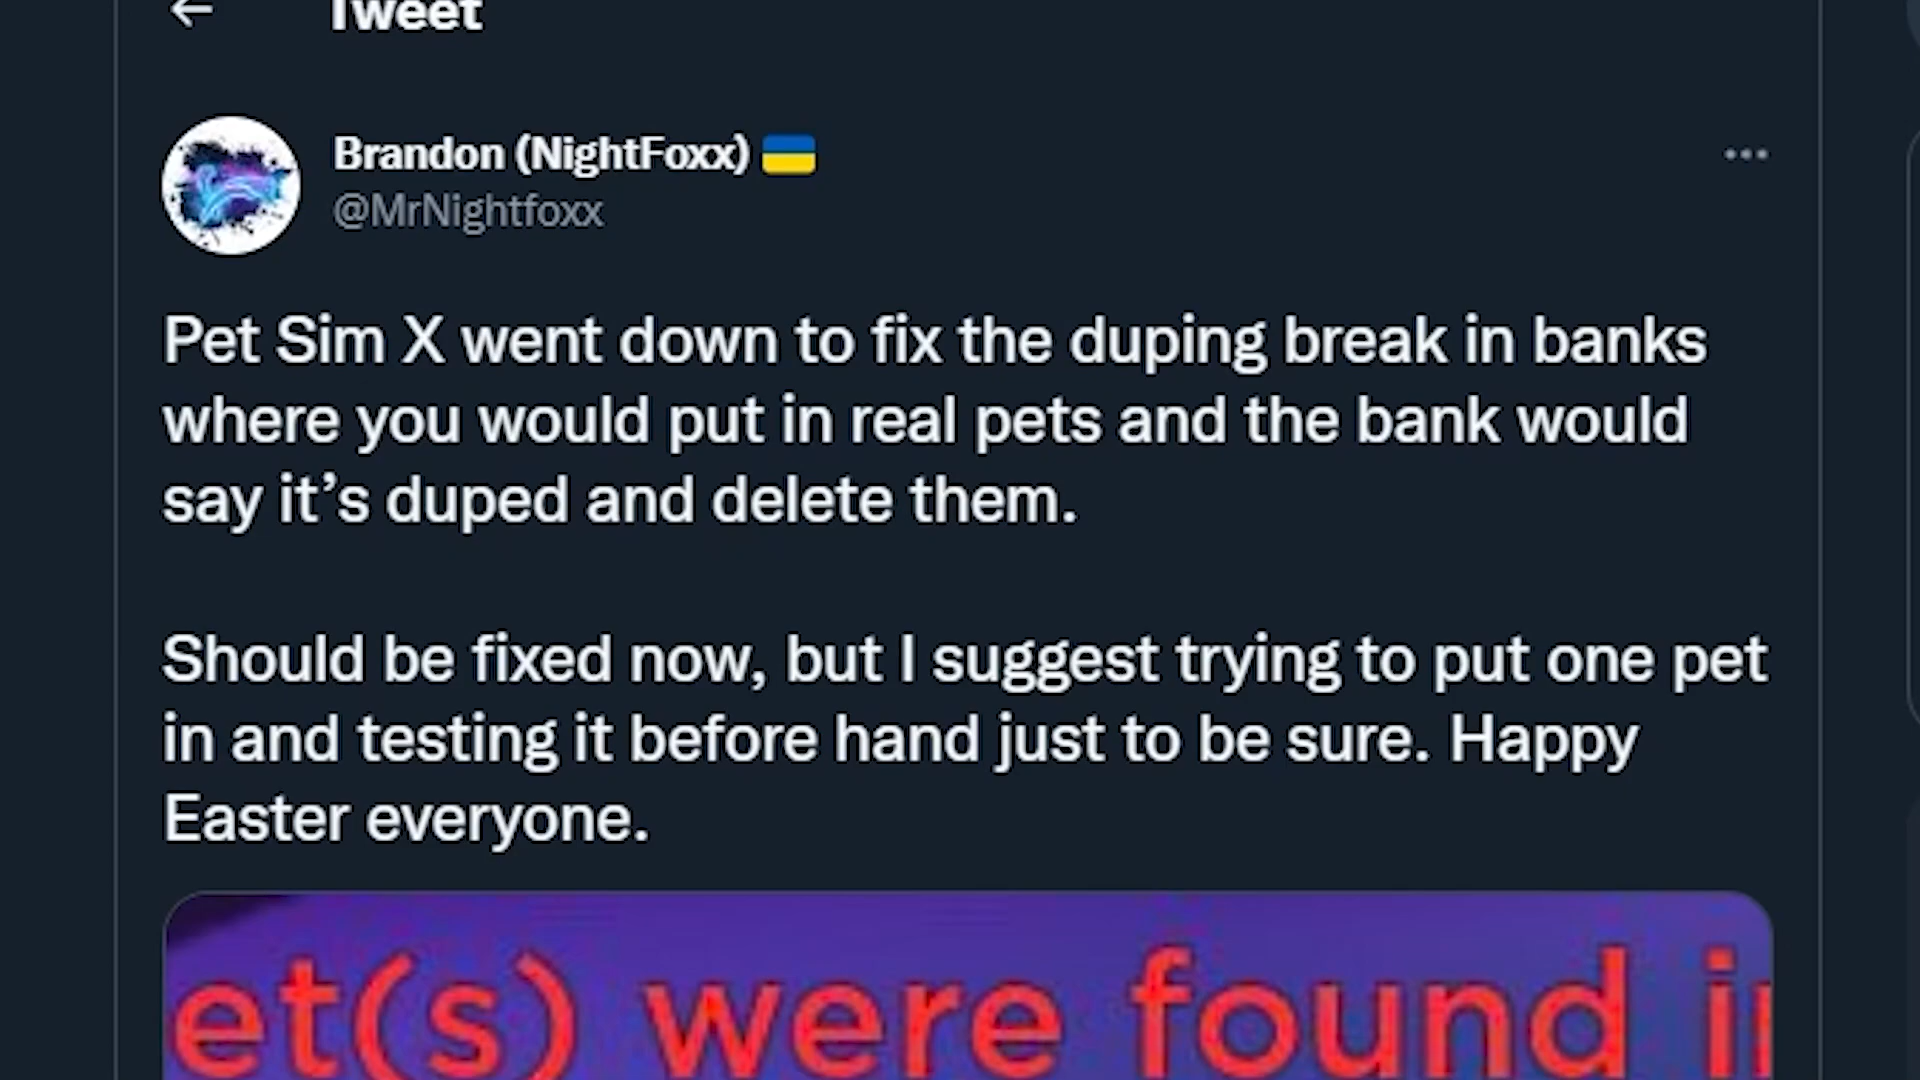 Tweet
Brandon (NightFoxx)
@MrNightfoxx
Pet Sim X went down to fix the duping break in banks
where you would put in real pets and the bank would
say it’s duped and delete them.
Should be fixed now, but I suggest trying to put one pet
in and testing it before hand just to be sure. Happy
Easter everyone.
et(s) were found i